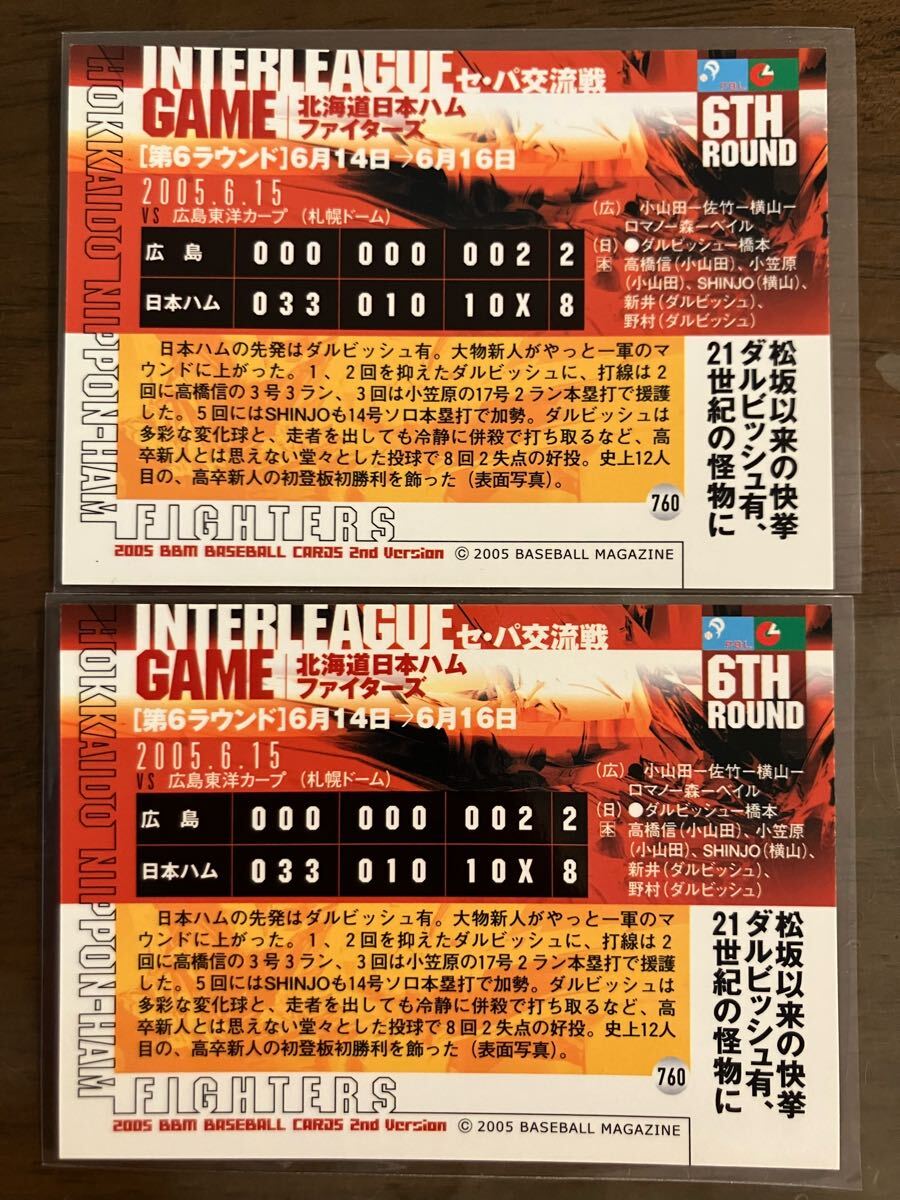 INTERLEAGUE セ・パ交流戦
GAME 北海道日本ハム
ファイターズ
[第6ラウンド]6月14日→6月16日
6TH
ROUND
2005.6.15
VS 広島東洋カープ (札幌ドーム)
広島 000 000 002 2
日本ハム 033 010 10X 8
(広) ●小山田ー佐竹ー横山ー
ロマノー森ーベイル
(日) ●ダルビッシュー橋本
本 高橋信(小山田)、小笠原
(小山田)、SHINJO(横山)、
新井(ダルビッシュ)、
野村(ダルビッシュ)
日本ハムの先発はダルビッシュ有。大物新人がやっと一軍のマ
ウンドに上がった。1、2回を抑えたダルビッシュに、打線は2
回に高橋信の3号3ラン、3回は小笠原の17号2ラン本塁打で援護
した。5回にはSHINJOも14号ソロ本塁打で加勢。ダルビッシュは
多彩な変化球と、走者を出しても冷静に併殺で打ち取るなど、高
卒新人とは思えない堂々とした投球で8回2失点の好投。史上12人
目の、高卒新人の初登板初勝利を飾った(表面写真)。
松坂以来の快挙
ダルビッシュ有、
21世紀の怪物に
760
HOKKAIDO NIPPON-HAM
FIGHTERS
2005 BBM BASEBALL CARDS 2nd Version © 2005 BASEBALL MAGAZINE
INTERLEAGUE セ・パ交流戦
GAME 北海道日本ハム
ファイターズ
[第6ラウンド]6月14日→6月16日
6TH
ROUND
2005.6.15
VS 広島東洋カープ (札幌ドーム)
広島 000 000 002 2
日本ハム 033 010 10X 8
(広) 小山田ー佐竹ー横山ー
ロマノー森ーベイル
(日) ●ダルビッシュー橋本
本 高橋信(小山田)、小笠原
(小山田)、SHINJO(横山)、
新井(ダルビッシュ)、
野村(ダルビッシュ)
日本ハムの先発はダルビッシュ有。大物新人がやっと一軍のマ
ウンドに上がった。1、2回を抑えたダルビッシュに、打線は2
回に高橋信の3号3ラン、3回は小笠原の17号2ラン本塁打で援護
した。5回にはSHINJOも14号ソロ本塁打で加勢。ダルビッシュは
多彩な変化球と、走者を出しても冷静に併殺で打ち取るなど、高
卒新人とは思えない堂々とした投球で8回2失点の好投。史上12人
目の、高卒新人の初登板初勝利を飾った(表面写真)。
松坂以来の快挙
ダルビッシュ有、
21世紀の怪物に
760
HOKKAIDO NIPPON-HAM
FIGHTERS
2005 BBM BASEBALL CARDS 2nd Version © 2005 BASEBALL MAGAZINE